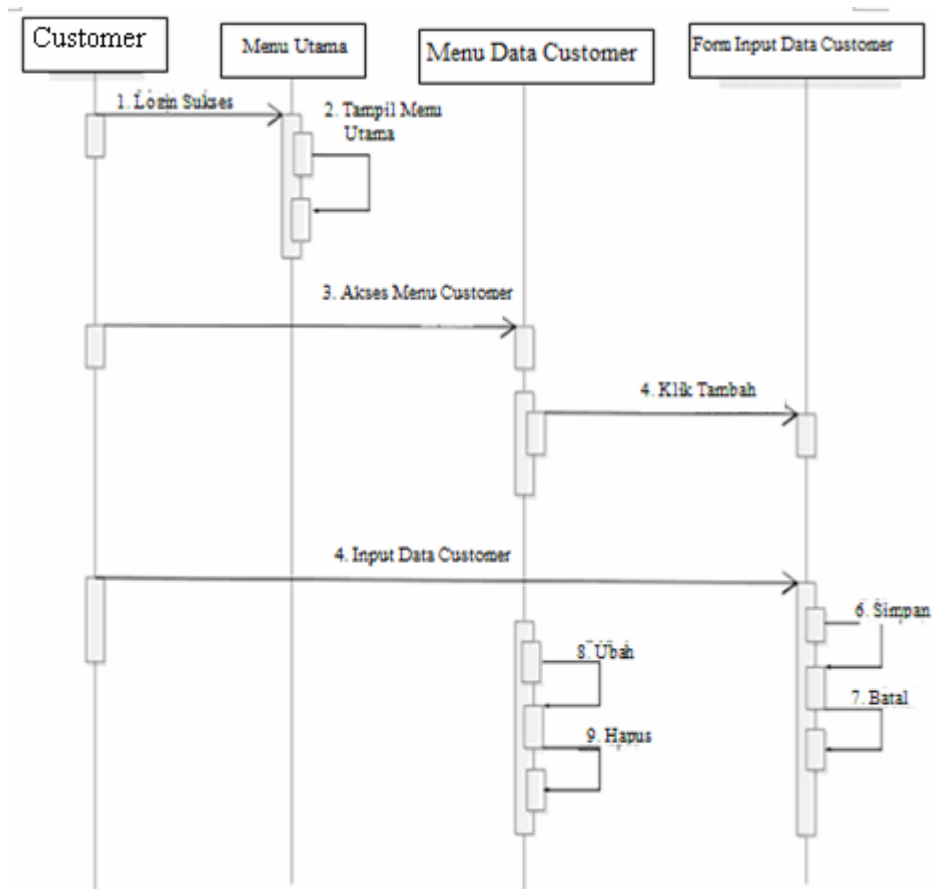 Customer
Menu Utama
Menu Data Customer
Form Input Data Customer
1. Login Sukses
2. Tampil Menu
Utama
3. Akses Menu Customer
4. Klik Tambah
4. Input Data Customer
6. Simpan
8. Ubah
7. Batal
9. Hapus